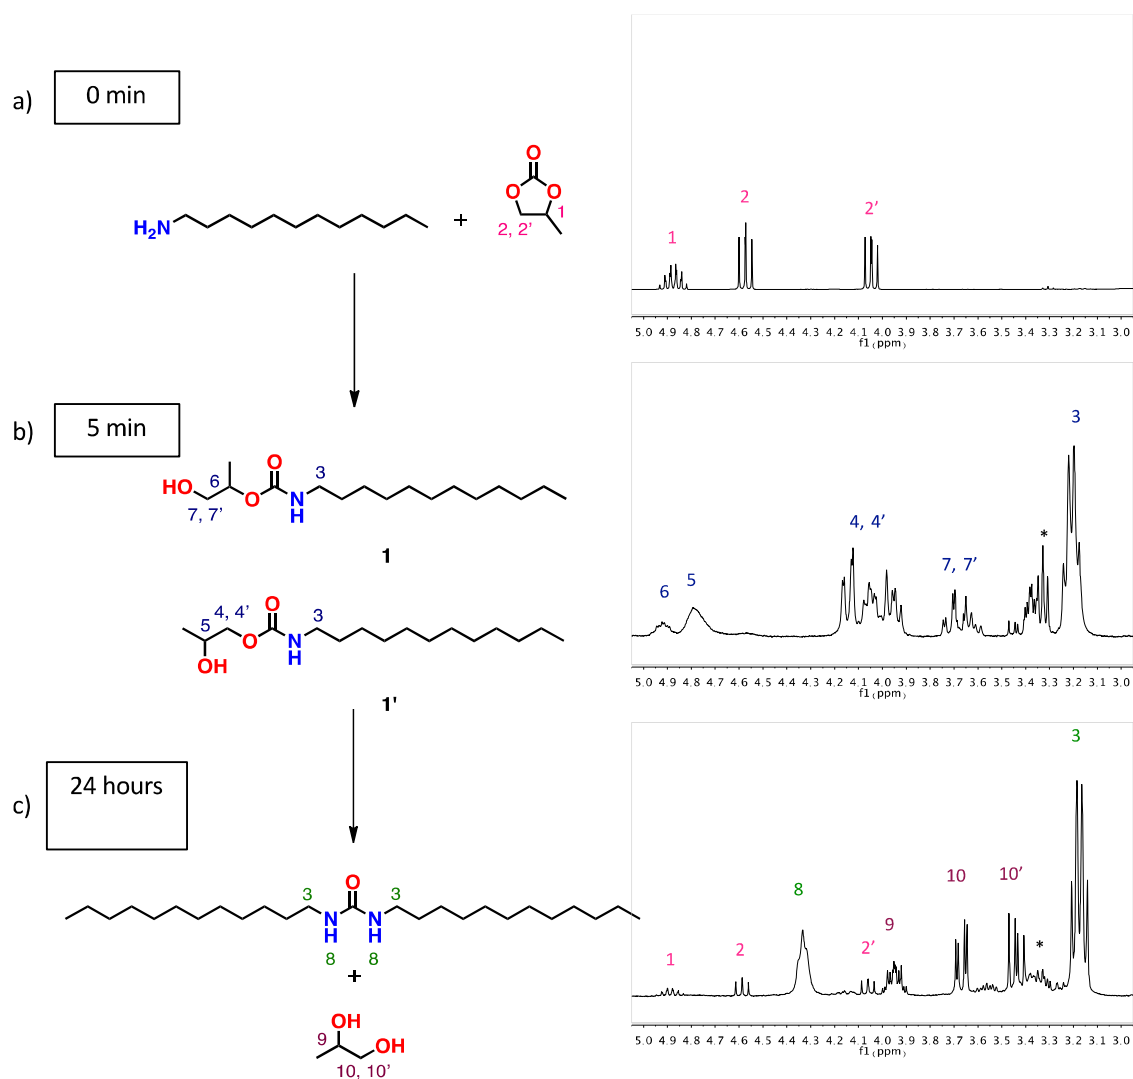 a)
0 min
H2N
+
O
O
O
1
2, 2’
1
2
2’
5.0 4.9 4.8 4.7 4.6 4.5 4.4 4.3 4.2 4.1 4.0 3.9 3.8 3.7 3.6 3.5 3.4 3.3 3.2 3.1 3.0
f1 (ppm)
b)
5 min
O
HO
6
7, 7’
O
N
H
3
1
O
4, 4’
5
OH
O
N
H
3
1'
6
5
4, 4’
7, 7’
*
3
5.0 4.9 4.8 4.7 4.6 4.5 4.4 4.3 4.2 4.1 4.0 3.9 3.8 3.7 3.6 3.5 3.4 3.3 3.2 3.1 3.0
f1 (ppm)
c)
24 hours
O
3
3
N
H
N
H
8
8
+
OH
9
OH
10, 10’
1
2
8
2’
9
10
10’
*
3
5.0 4.9 4.8 4.7 4.6 4.5 4.4 4.3 4.2 4.1 4.0 3.9 3.8 3.7 3.6 3.5 3.4 3.3 3.2 3.1 3.0
f1 (ppm)